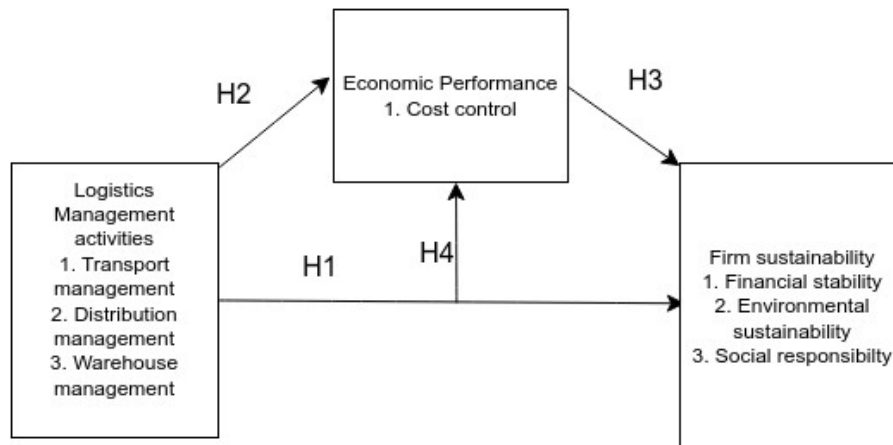 H2
Economic Performance
1. Cost control
H3
Logistics
Management
activities
1. Transport
management
2. Distribution
management
3. Warehouse
management
H1
H4
Firm sustainability
1. Financial stability
2. Environmental
sustainability
3. Social responsibilty